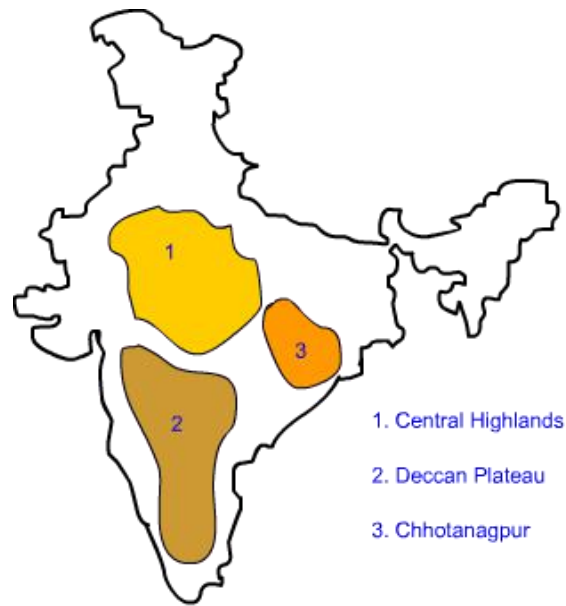 1
3
2
1. Central Highlands
2. Deccan Plateau
3. Chhotanagpur